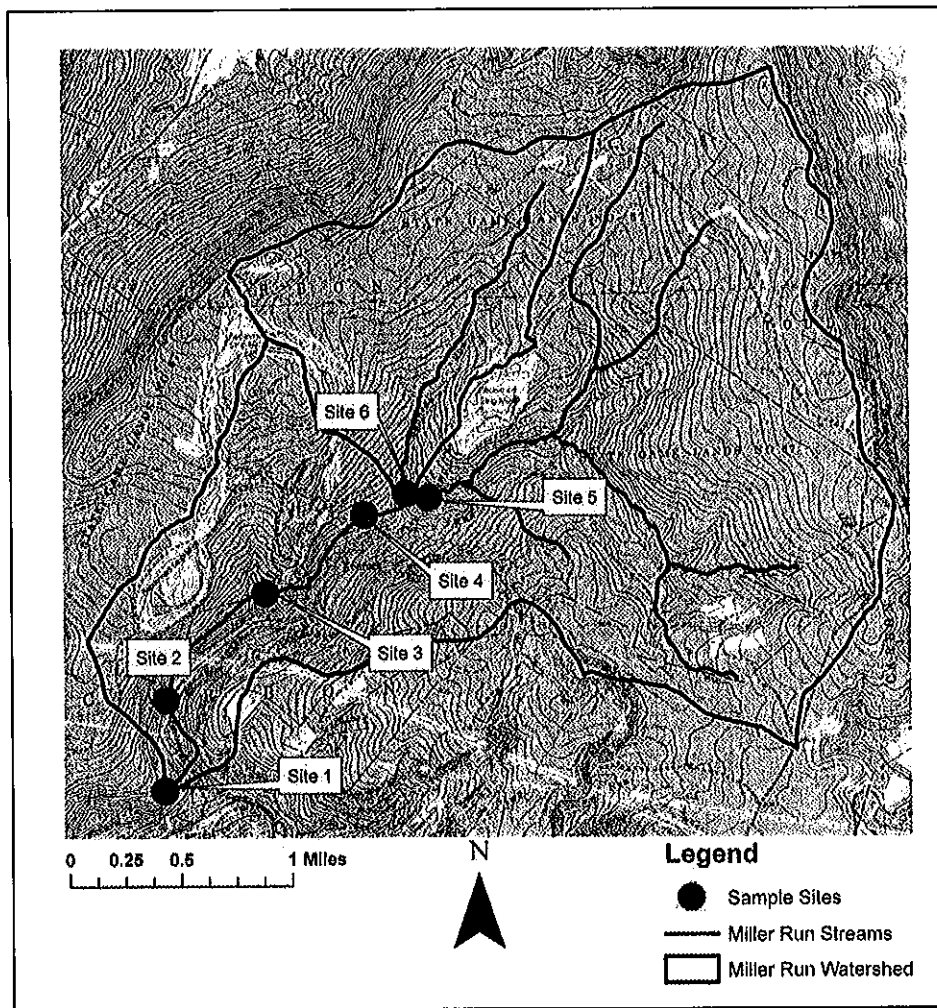 Site 6
Site 5
Site 4
Site 3
Site 2
Site 1
0 0.25 0.5 1 Miles
N
Legend
Sample Sites
Miller Run Streams
Miller Run Watershed